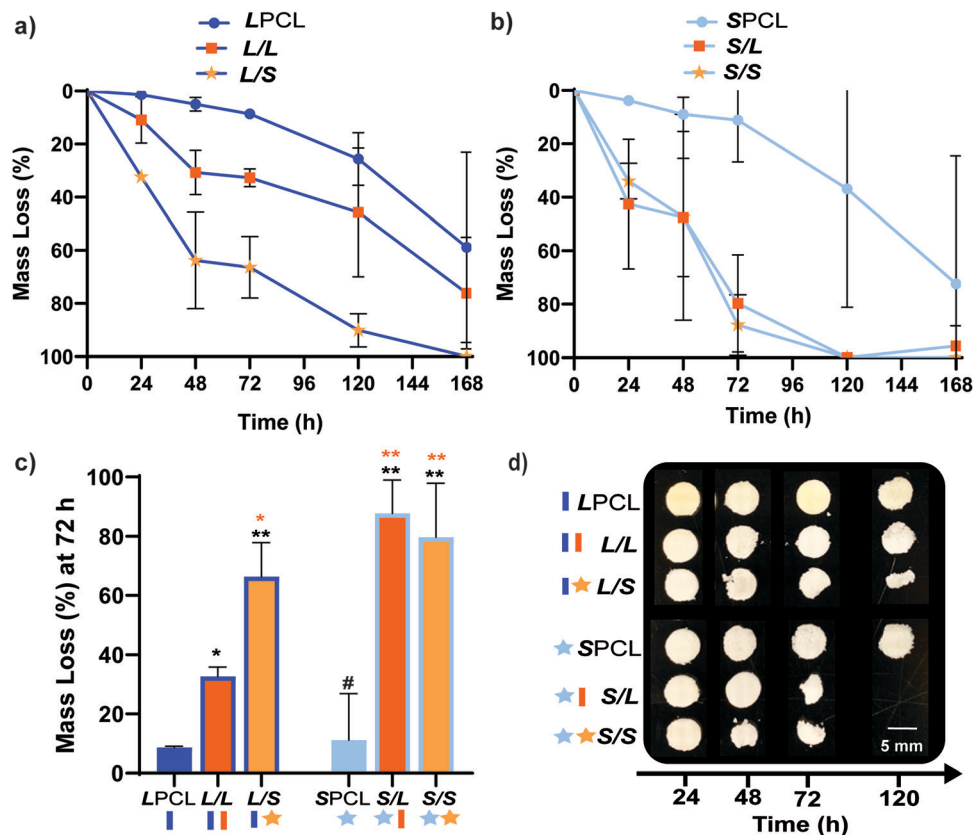 a)
LPCL
L/L
L/S
Mass Loss (%)
0
20
40
60
80
100
0 24 48 72 96 120 144 168
Time (h)
b)
SPCL
S/L
S/S
Mass Loss (%)
0
20
40
60
80
100
0 24 48 72 96 120 144 168
Time (h)
c)
Mass Loss (%) at 72 h
100
80
60
40
20
0
*
*
**
#
**
**
**
**
LPCL L/L L/S SPCL S/L S/S
d)
LPCL
L/L
L/S
SPCL
S/L
S/S
5 mm
24 48 72 120
Time (h)